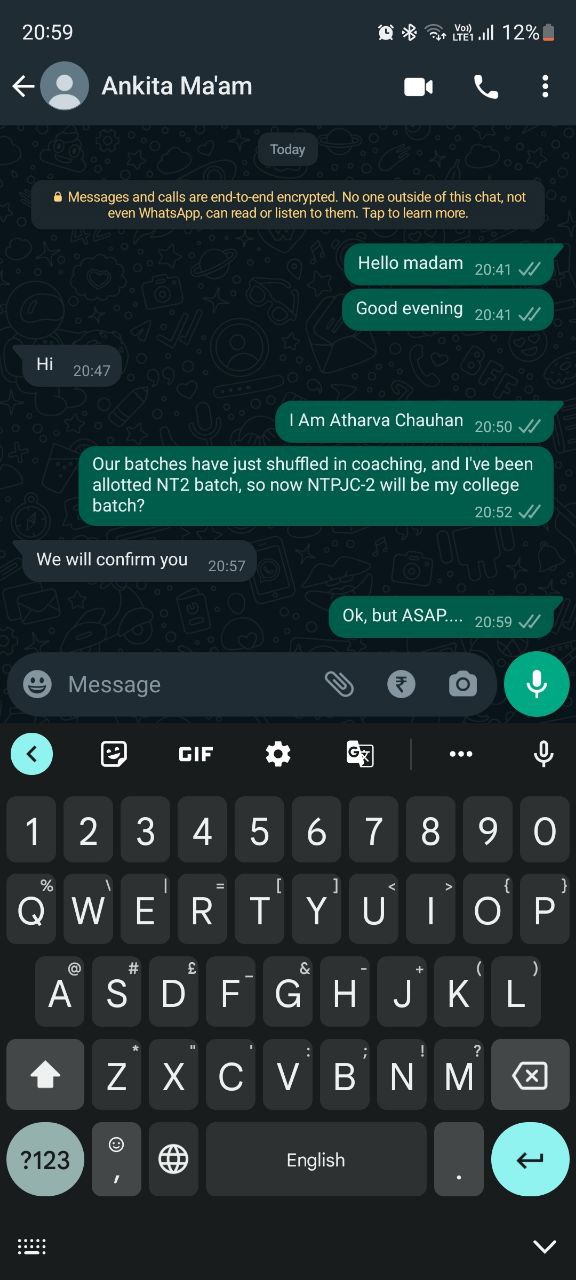 20:59 Vo) LTE1 12%
Ankita Ma'am
Today
Messages and calls are end-to-end encrypted. No one outside of this chat, not
even WhatsApp, can read or listen to them. Tap to learn more.
Hello madam 20:41
Good evening 20:41
Hi 20:47
I Am Atharva Chauhan 20:50
Our batches have just shuffled in coaching, and I've been
allotted NT2 batch, so now NTPJC-2 will be my college
batch?
20:52
We will confirm you 20:57
Ok, but ASAP.... 20:59
Message ₹
GIF
1 2 3 4 5 6 7 8 9 0
% \ | = [ ] < > { }
Q W E R T Y U I O P
@ # £ _ & - + ( )
A S D F G H J K L
* " ' : ; ! ?
Z X C V B N M
?123 , English .